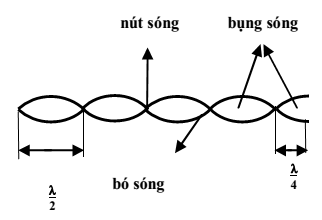 nút sóng
bụng sóng
bó sóng
λ/2
λ/4